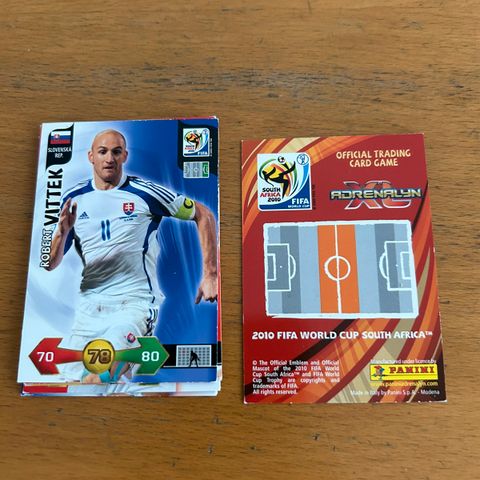 SLOVENSKÁ
REP.
ROBERT
VITTEK
SOUTH AFRICA
2010
FIFA
11
70
78
80
OFFICIAL TRADING
CARD GAME
SOUTH
AFRICA
2010
FIFA
WORLD CUP
ADRENALYN
XL
2010 FIFA WORLD CUP SOUTH AFRICA™
© The Official Emblem and Official
Mascot of the 2010 FIFA World
Cup South Africa™ and FIFA World
Cup Trophy are copyrights and
trademarks of FIFA.
All rights reserved.
Manufactured under licence by
PANINI
www.paniniadrenalyn.com
Made in Italy by Panini S.p.A. - Modena